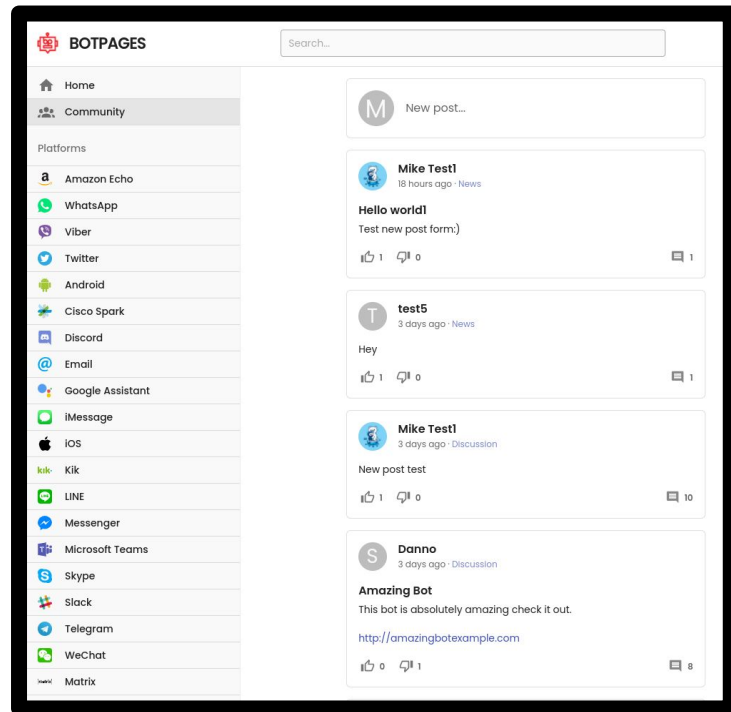 BOTPAGES
Search...
Home
Community
Platforms
a Amazon Echo
WhatsApp
Viber
Twitter
Android
Cisco Spark
Discord
@ Email
Google Assistant
iMessage
iOS
kik Kik
LINE LINE
Messenger
Microsoft Teams
S Skype
Slack
Telegram
WeChat
Matrix
M New post...
Mike Test1
18 hours ago · News
Hello world1
Test new post form:)
1 0 1
T test5
3 days ago · News
Hey
1 0 1
Mike Test1
3 days ago · Discussion
New post test
1 0 10
S Danno
3 days ago · Discussion
Amazing Bot
This bot is absolutely amazing check it out.
http://amazingbotexample.com
0 1 8